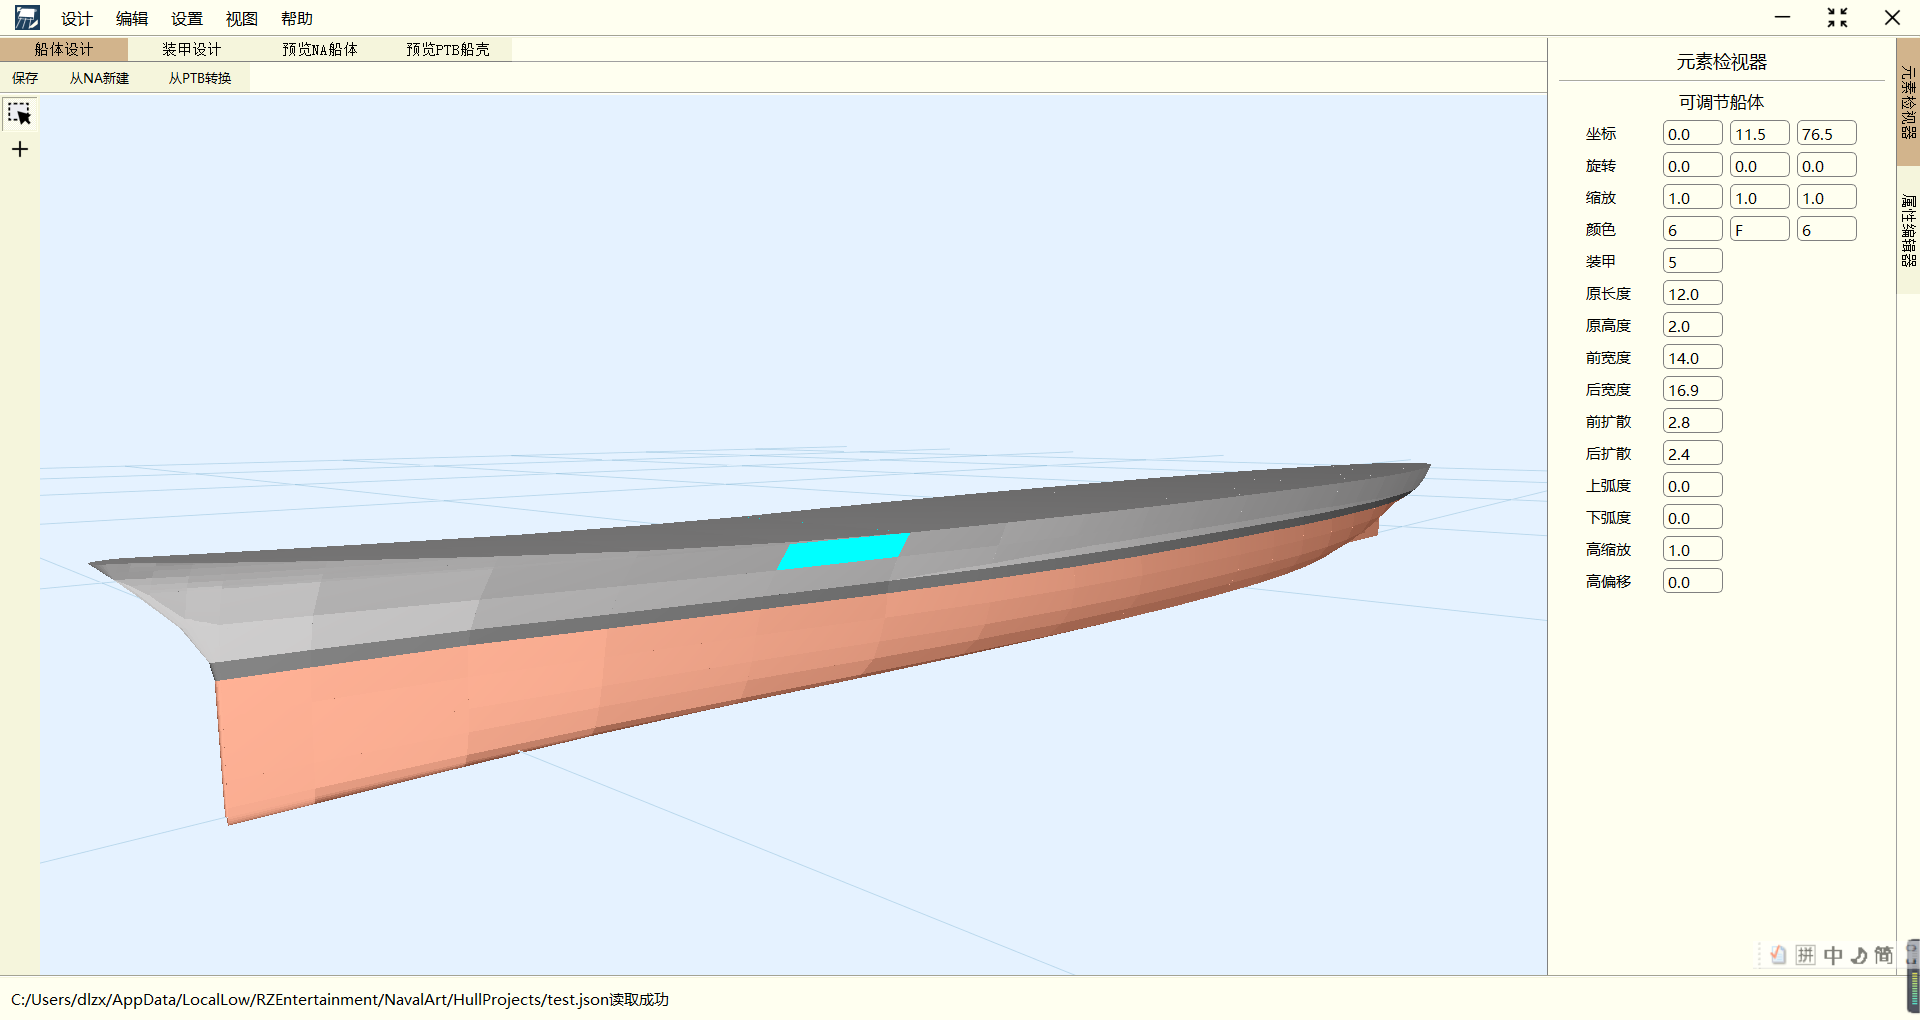 设计 编辑 设置 视图 帮助
船体设计 装甲设计 预览NA船体 预览PTB船壳
保存 从NA新建 从PTB转换
元素检视器
可调节船体
坐标 0.0 11.5 76.5
旋转 0.0 0.0 0.0
缩放 1.0 1.0 1.0
颜色 6 F 6
装甲 5
原长度 12.0
原高度 2.0
前宽度 14.0
后宽度 16.9
前扩散 2.8
后扩散 2.4
上弧度 0.0
下弧度 0.0
高缩放 1.0
高偏移 0.0
元素检视器
属性编辑器
拼 中 简
C:/Users/dlzx/AppData/LocalLow/RZEntertainment/NavalArt/HullProjects/test.json读取成功